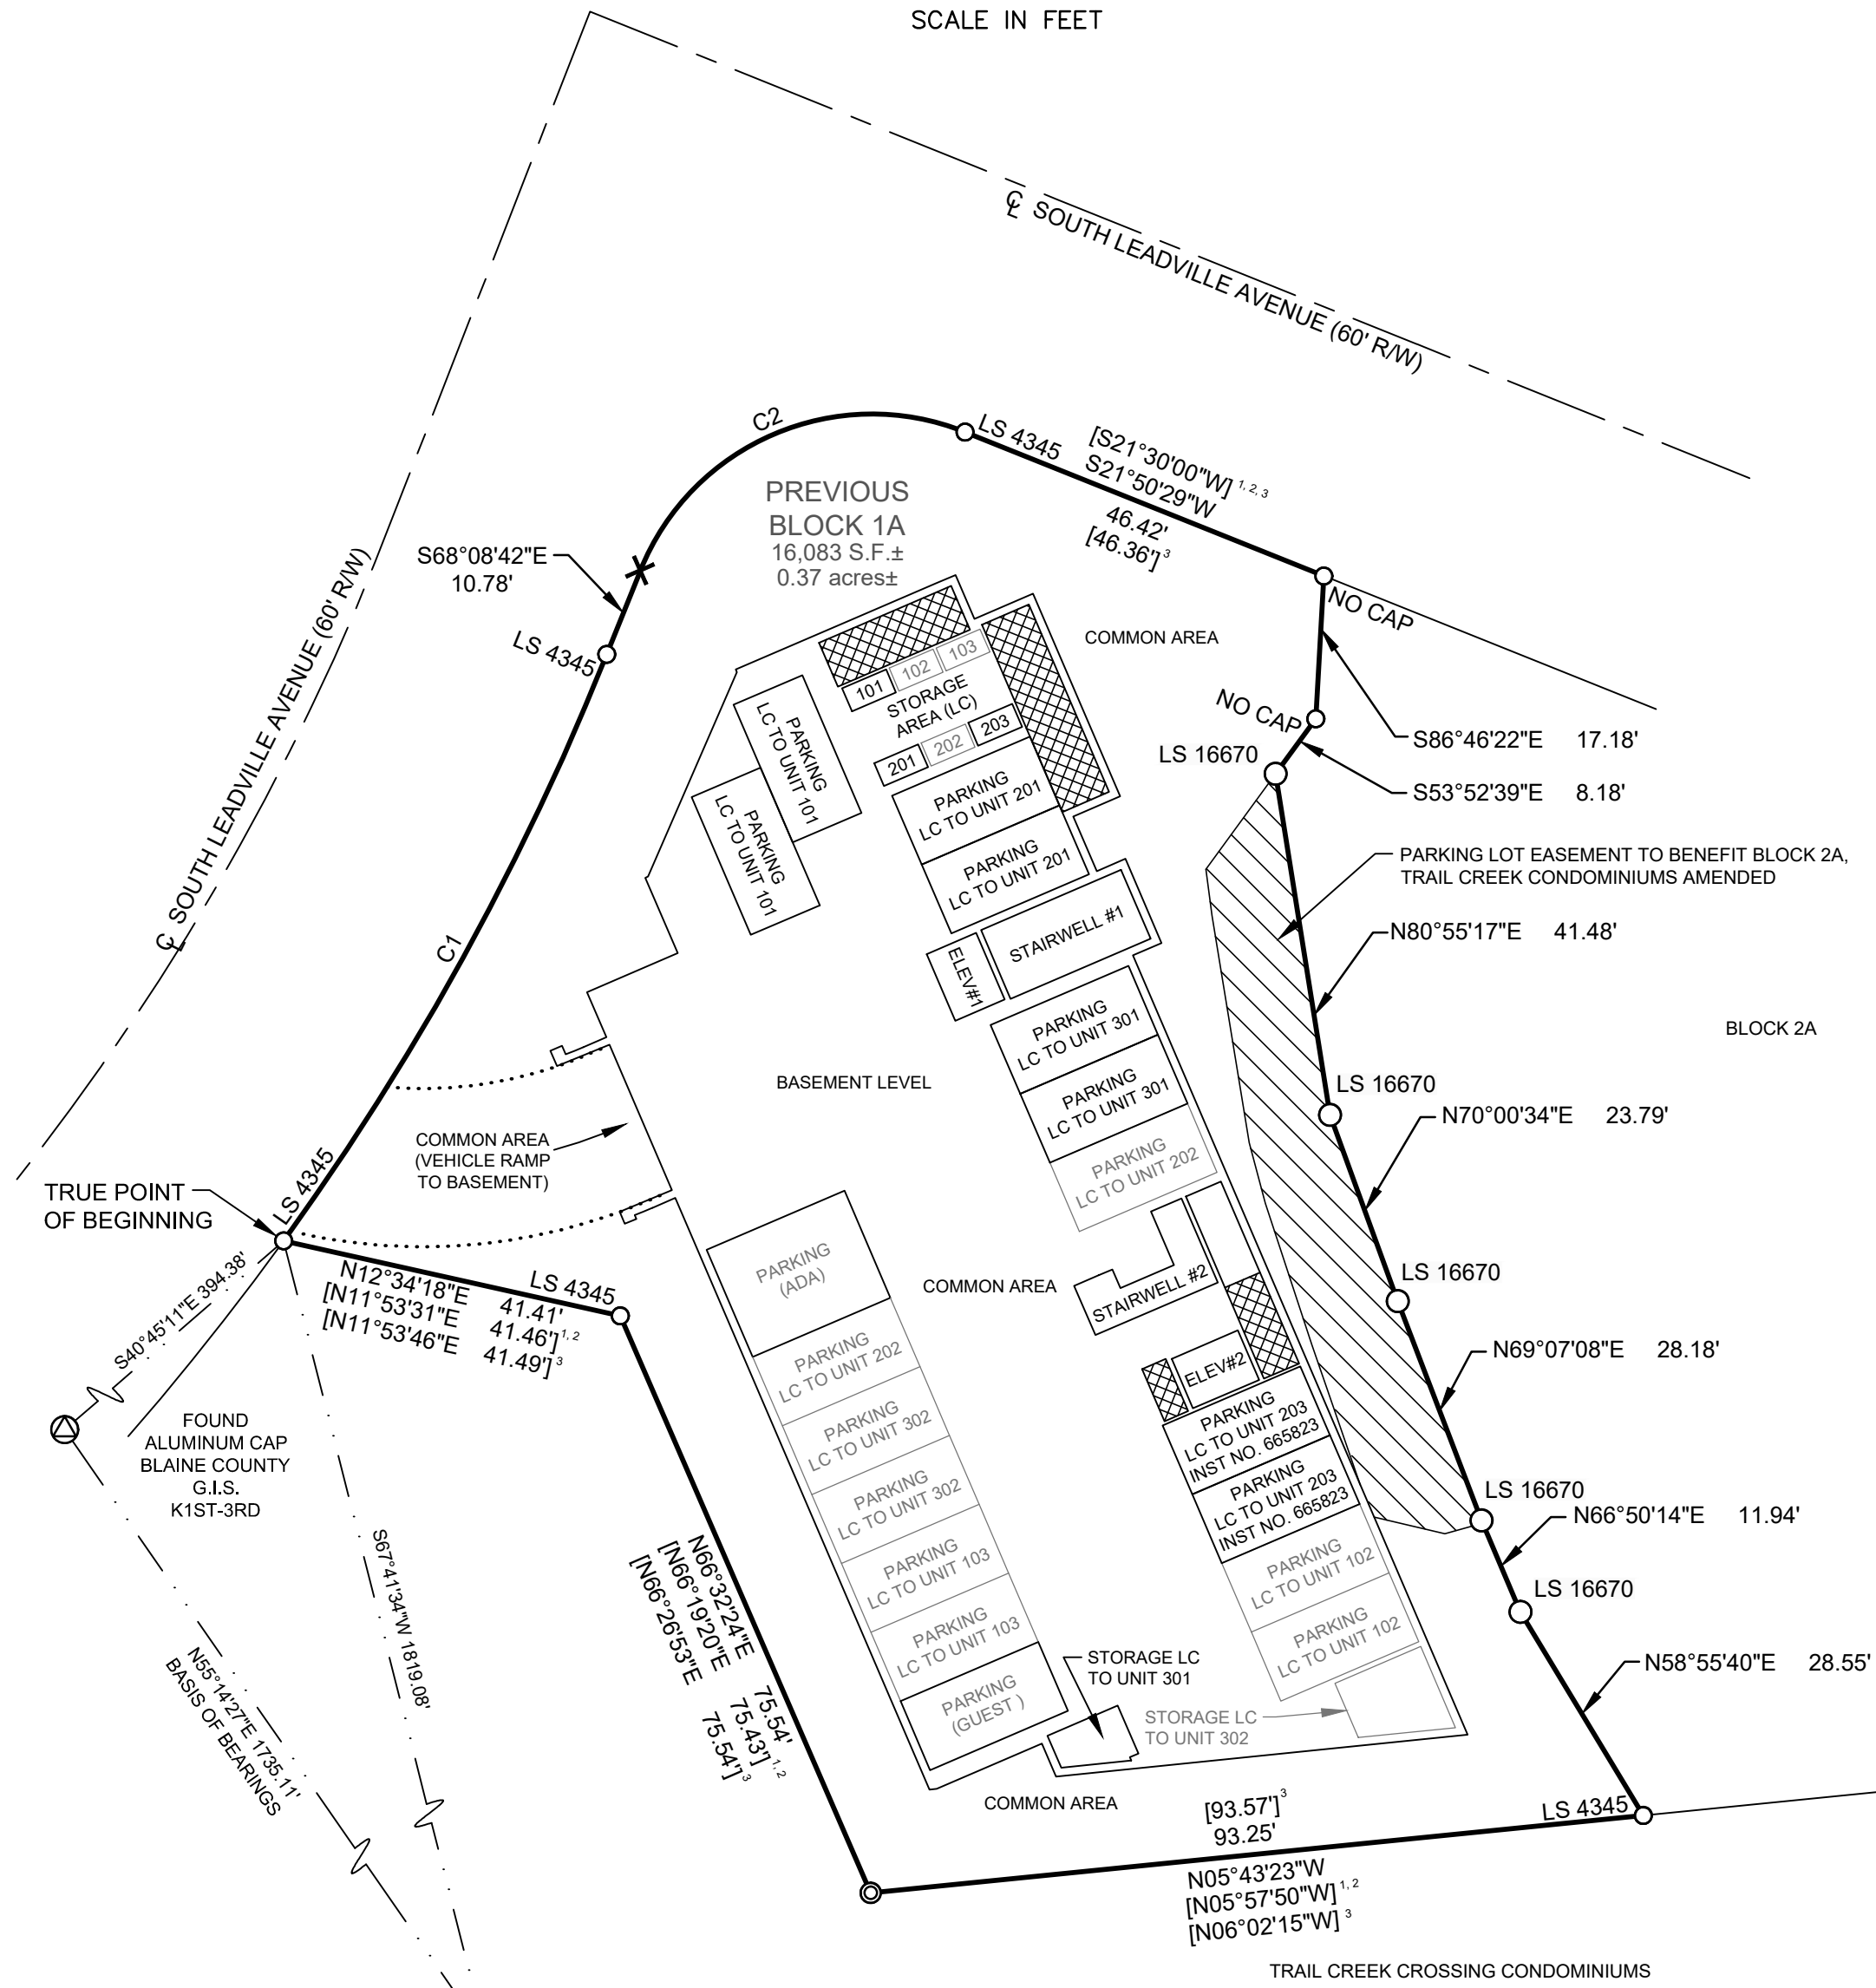 SCALE IN FEET
℄ SOUTH LEADVILLE AVENUE (60' R/W)
℄ SOUTH LEADVILLE AVENUE (60' R/W)
C2
LS 4345
[S21°30'00"W] 1, 2, 3
S21°50'29"W
46.42'
[46.36'] 3
PREVIOUS
BLOCK 1A
16,083 S.F.±
0.37 acres±
S68°08'42"E
10.78'
LS 4345
NO CAP
COMMON AREA
NO CAP
LS 16670
S86°46'22"E 17.18'
S53°52'39"E 8.18'
101
102
103
STORAGE
AREA (LC)
201
202
203
PARKING
LC TO UNIT 101
PARKING
LC TO UNIT 101
PARKING
LC TO UNIT 201
PARKING
LC TO UNIT 201
PARKING LOT EASEMENT TO BENEFIT BLOCK 2A,
TRAIL CREEK CONDOMINIUMS AMENDED
N80°55'17"E 41.48'
C1
ELEV#1
STAIRWELL #1
PARKING
LC TO UNIT 301
PARKING
LC TO UNIT 301
PARKING
LC TO UNIT 202
BLOCK 2A
BASEMENT LEVEL
LS 16670
N70°00'34"E 23.79'
COMMON AREA
(VEHICLE RAMP
TO BASEMENT)
LS 4345
TRUE POINT
OF BEGINNING
S40°45'11"E 394.38'
N12°34'18"E 41.41'
[N11°53'31"E 41.46'] 1, 2
[N11°53'46"E 41.49'] 3
LS 4345
PARKING
(ADA)
COMMON AREA
STAIRWELL #2
LS 16670
N69°07'08"E 28.18'
PARKING
LC TO UNIT 202
PARKING
LC TO UNIT 302
PARKING
LC TO UNIT 302
PARKING
LC TO UNIT 103
PARKING
LC TO UNIT 103
PARKING
(GUEST )
ELEV#2
PARKING
LC TO UNIT 203
INST NO. 665823
PARKING
LC TO UNIT 203
INST NO. 665823
PARKING
LC TO UNIT 102
PARKING
LC TO UNIT 102
FOUND
ALUMINUM CAP
BLAINE COUNTY
G.I.S.
K1ST-3RD
LS 16670
N66°50'14"E 11.94'
LS 16670
S67°41'34"W 1819.08'
N55°14'27"E 1735.11'
BASIS OF BEARINGS
N66°32'24"E 75.54'
[N66°19'20"E 75.43'] 1, 2
[N66°26'53"E 75.54'] 3
STORAGE LC
TO UNIT 301
STORAGE LC
TO UNIT 302
N58°55'40"E 28.55'
COMMON AREA
[93.57'] 3
93.25'
LS 4345
N05°43'23"W
[N05°57'50"W] 1, 2
[N06°02'15"W] 3
TRAIL CREEK CROSSING CONDOMINIUMS